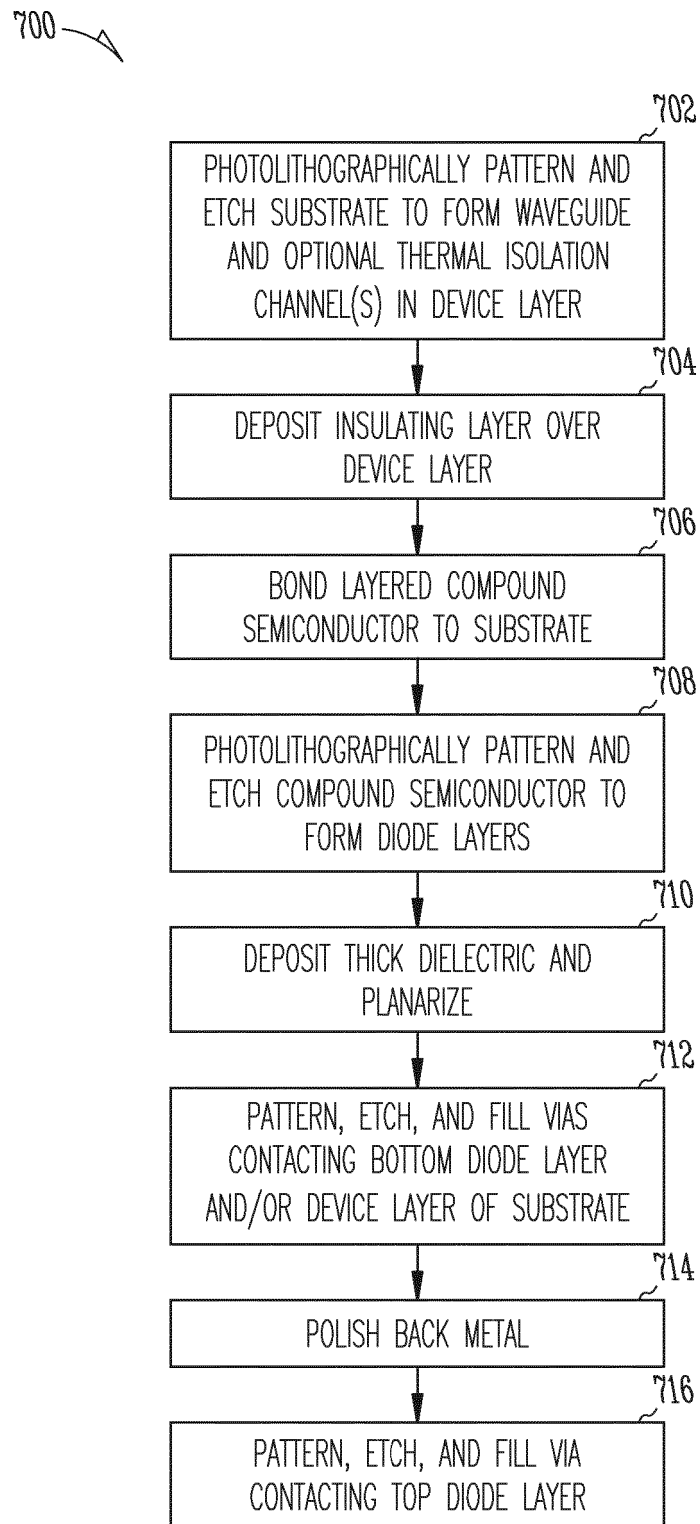 700
702
PHOTOLITHOGRAPHICALLY PATTERN AND
ETCH SUBSTRATE TO FORM WAVEGUIDE
AND OPTIONAL THERMAL ISOLATION
CHANNEL(S) IN DEVICE LAYER
704
DEPOSIT INSULATING LAYER OVER
DEVICE LAYER
706
BOND LAYERED COMPOUND
SEMICONDUCTOR TO SUBSTRATE
708
PHOTOLITHOGRAPHICALLY PATTERN AND
ETCH COMPOUND SEMICONDUCTOR TO
FORM DIODE LAYERS
710
DEPOSIT THICK DIELECTRIC AND
PLANARIZE
712
PATTERN, ETCH, AND FILL VIAS
CONTACTING BOTTOM DIODE LAYER
AND/OR DEVICE LAYER OF SUBSTRATE
714
POLISH BACK METAL
716
PATTERN, ETCH, AND FILL VIA
CONTACTING TOP DIODE LAYER